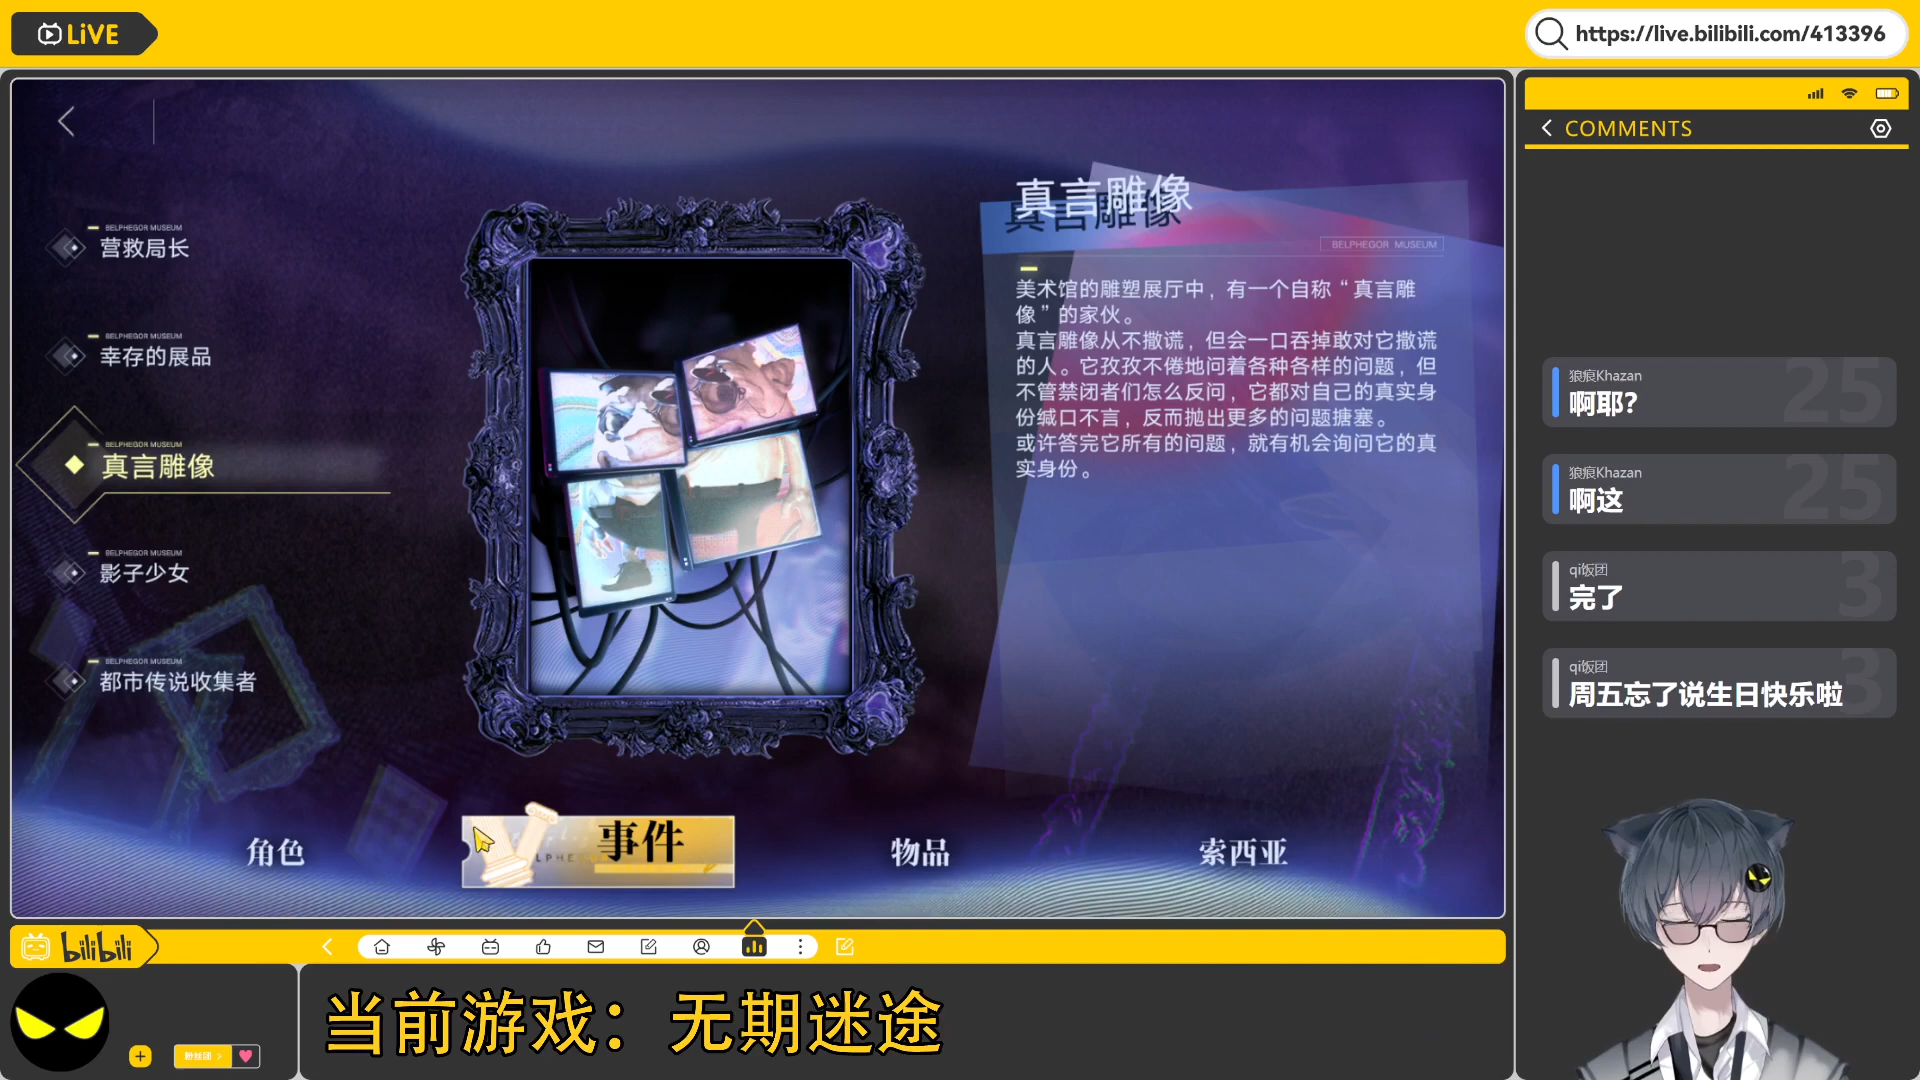 LiVE
https://live.bilibili.com/413396
BELPHEGOR MUSEUM
营救局长
BELPHEGOR MUSEUM
幸存的展品
BELPHEGOR MUSEUM
真言雕像
BELPHEGOR MUSEUM
影子少女
BELPHEGOR MUSEUM
都市传说收集者
真言雕像
真言雕像
BELPHEGOR MUSEUM
美术馆的雕塑展厅中，有一个自称“真言雕
像”的家伙。
真言雕像从不撒谎，但会一口吞掉敢对它撒谎
的人。它孜孜不倦地问着各种各样的问题，但
不管禁闭者们怎么反问，它都对自己的真实身
份缄口不言，反而抛出更多的问题搪塞。
或许答完它所有的问题，就有机会询问它的真
实身份。
角色
事件
物品
索西亚
COMMENTS
狼痕Khazan
啊耶?
25
狼痕Khazan
啊这
25
qi饭团
完了
3
qi饭团
周五忘了说生日快乐啦
3
bilibili
粉丝团
当前游戏：无期迷途